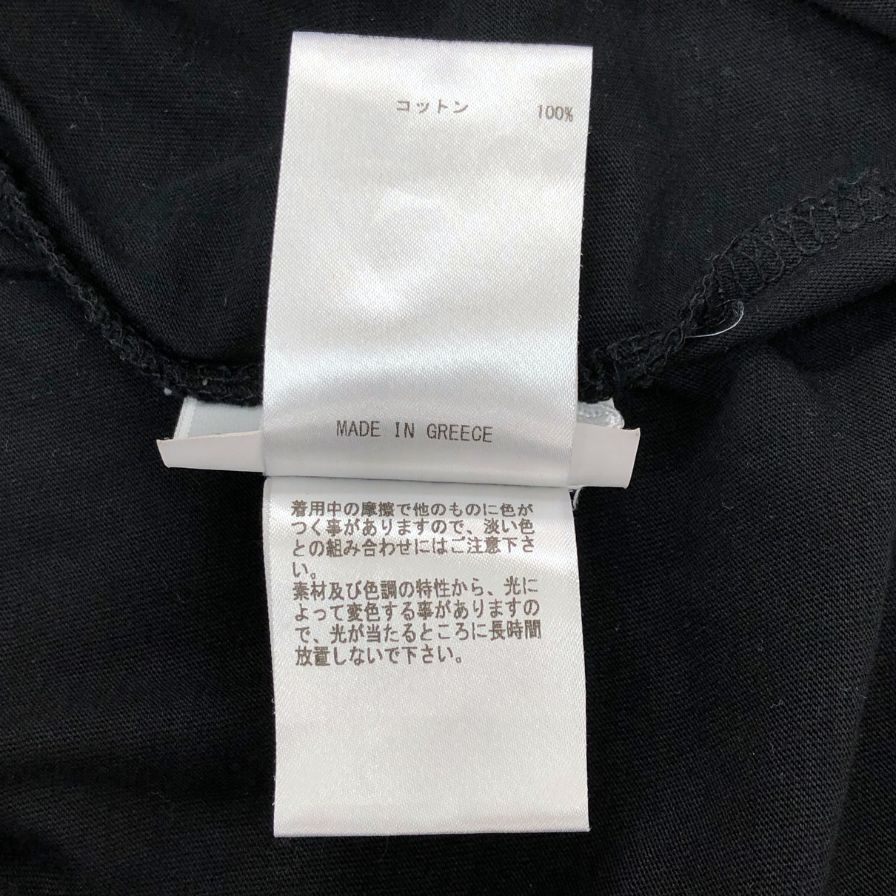 コットン 100%
MADE IN GREECE
着用中の摩擦で他のものに色が
つく事がありますので、淡い色
との組み合わせにはご注意下さ
い。
素材及び色調の特性から、光に
よって変色する事がありますの
で、光が当たるところに長時間
放置しないで下さい。